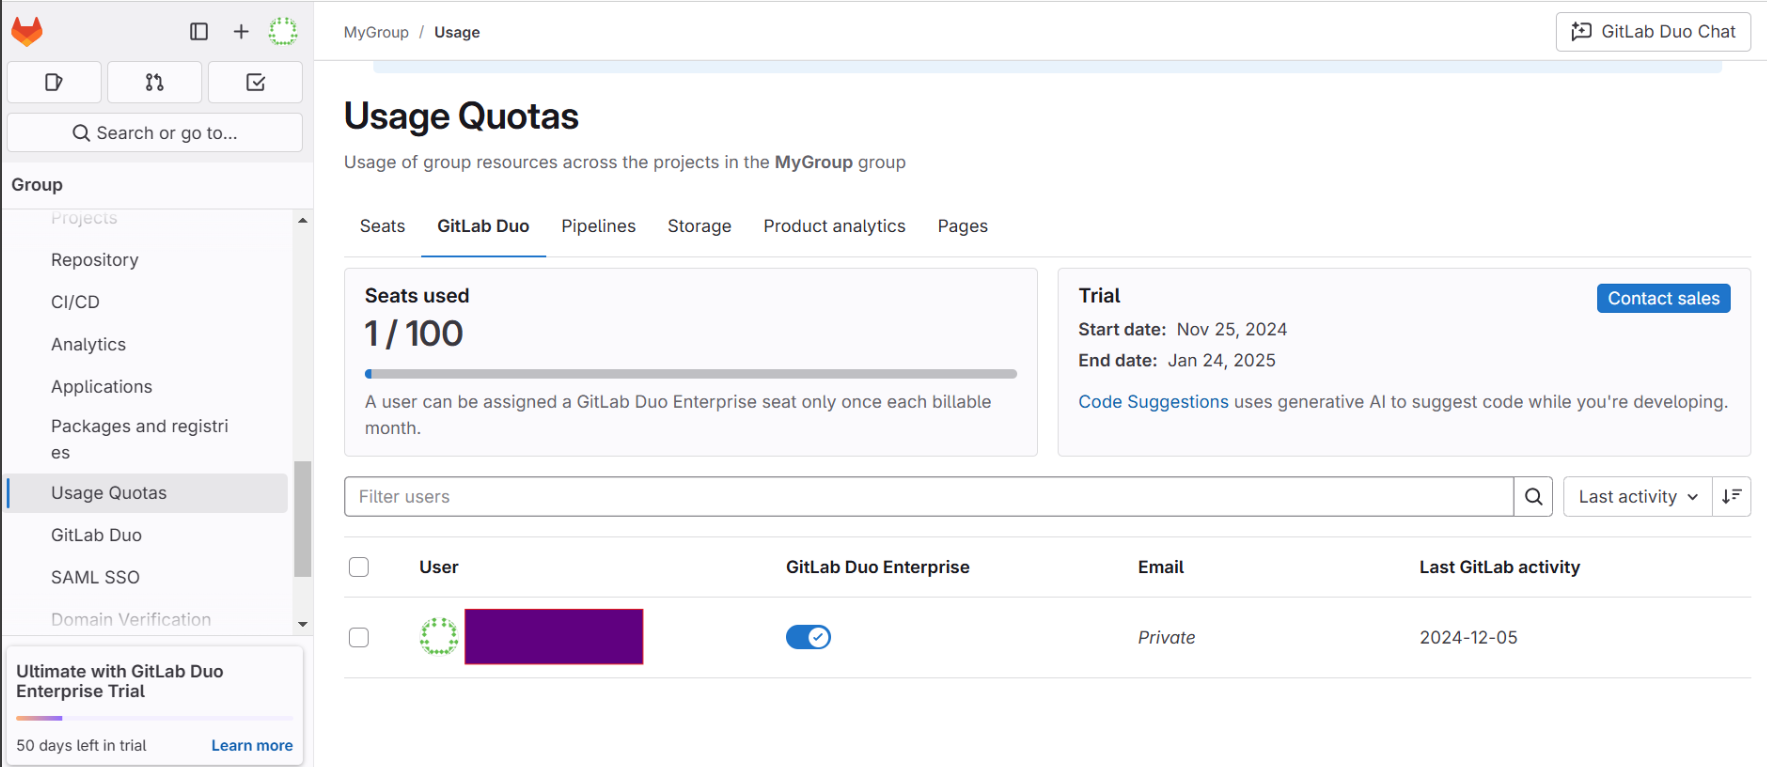 MyGroup / Usage
GitLab Duo Chat
Search or go to...
Group
Projects
Repository
CI/CD
Analytics
Applications
Packages and registri
es
Usage Quotas
GitLab Duo
SAML SSO
Domain Verification
Ultimate with GitLab Duo
Enterprise Trial
50 days left in trial
Learn more
Usage Quotas
Usage of group resources across the projects in the MyGroup group
Seats GitLab Duo Pipelines Storage Product analytics Pages
Seats used
1 / 100
A user can be assigned a GitLab Duo Enterprise seat only once each billable
month.
Trial
Contact sales
Start date: Nov 25, 2024
End date: Jan 24, 2025
Code Suggestions uses generative AI to suggest code while you're developing.
Filter users
Last activity
User GitLab Duo Enterprise Email Last GitLab activity
Private 2024-12-05